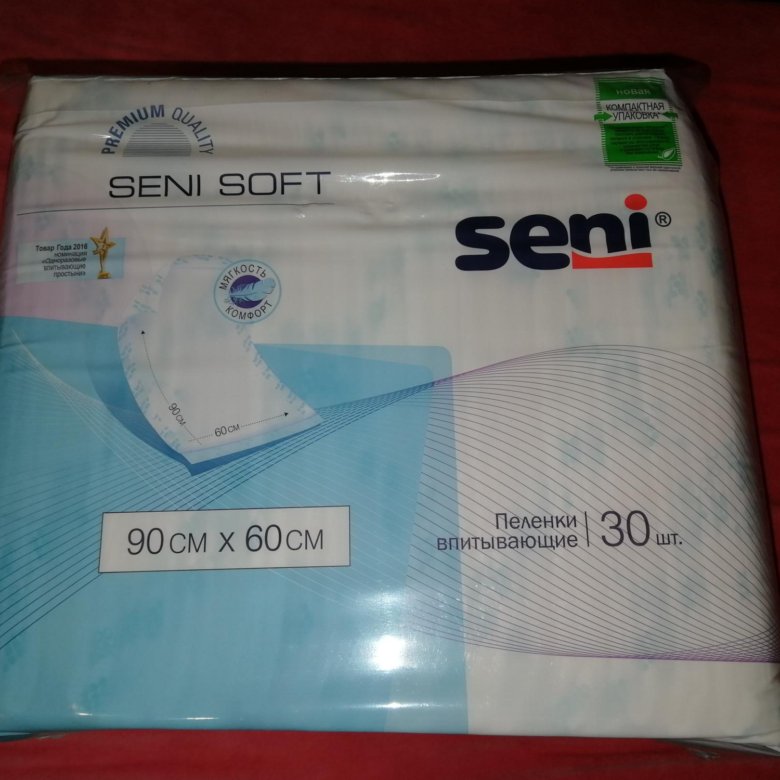 PREMIUM QUALITY
SENI SOFT
новая
КОМПАКТНАЯ
УПАКОВКА
seni®
Товар Года 2016
номинация
«Одноразовые
впитывающие
простыни»
МЯГКОСТЬ
и
КОМФОРТ
90 СМ
60 СМ
90 СМ х 60 СМ
Пеленки
впитывающие
30 шт.